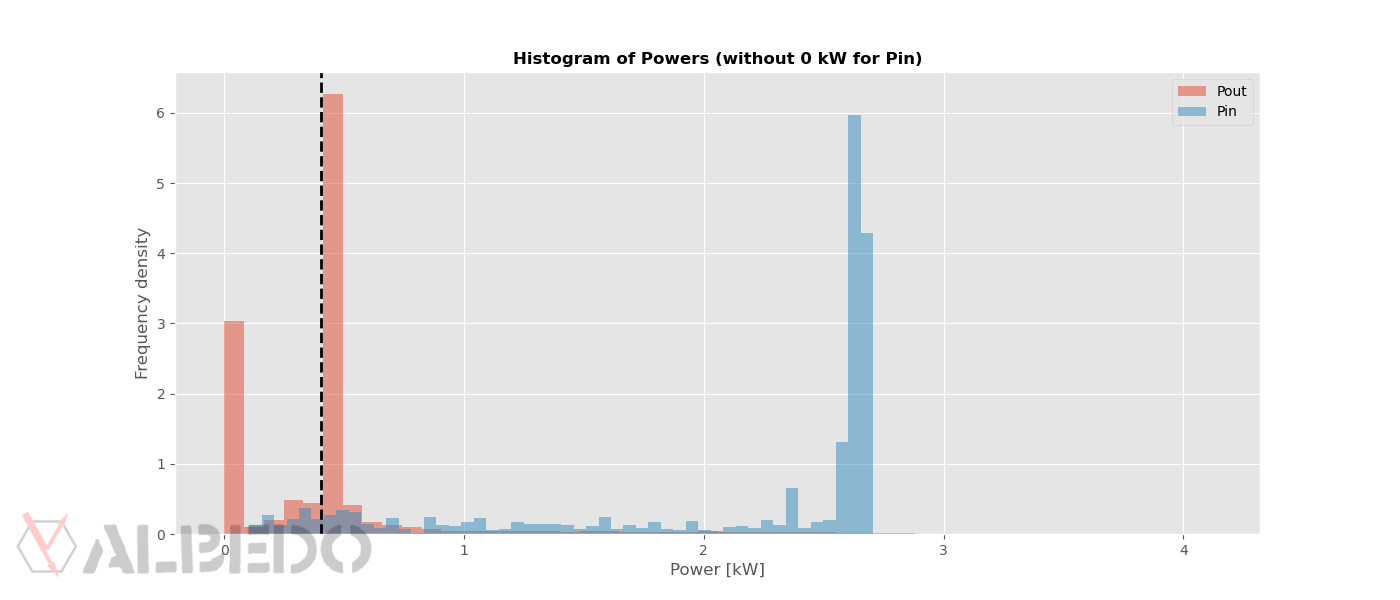 Histogram of Powers (without 0 kW for Pin)
Pout
Pin
6
5
4
3
2
1
0
Frequency density
0 1 2 3 4
Power [kW]
ALBEDO